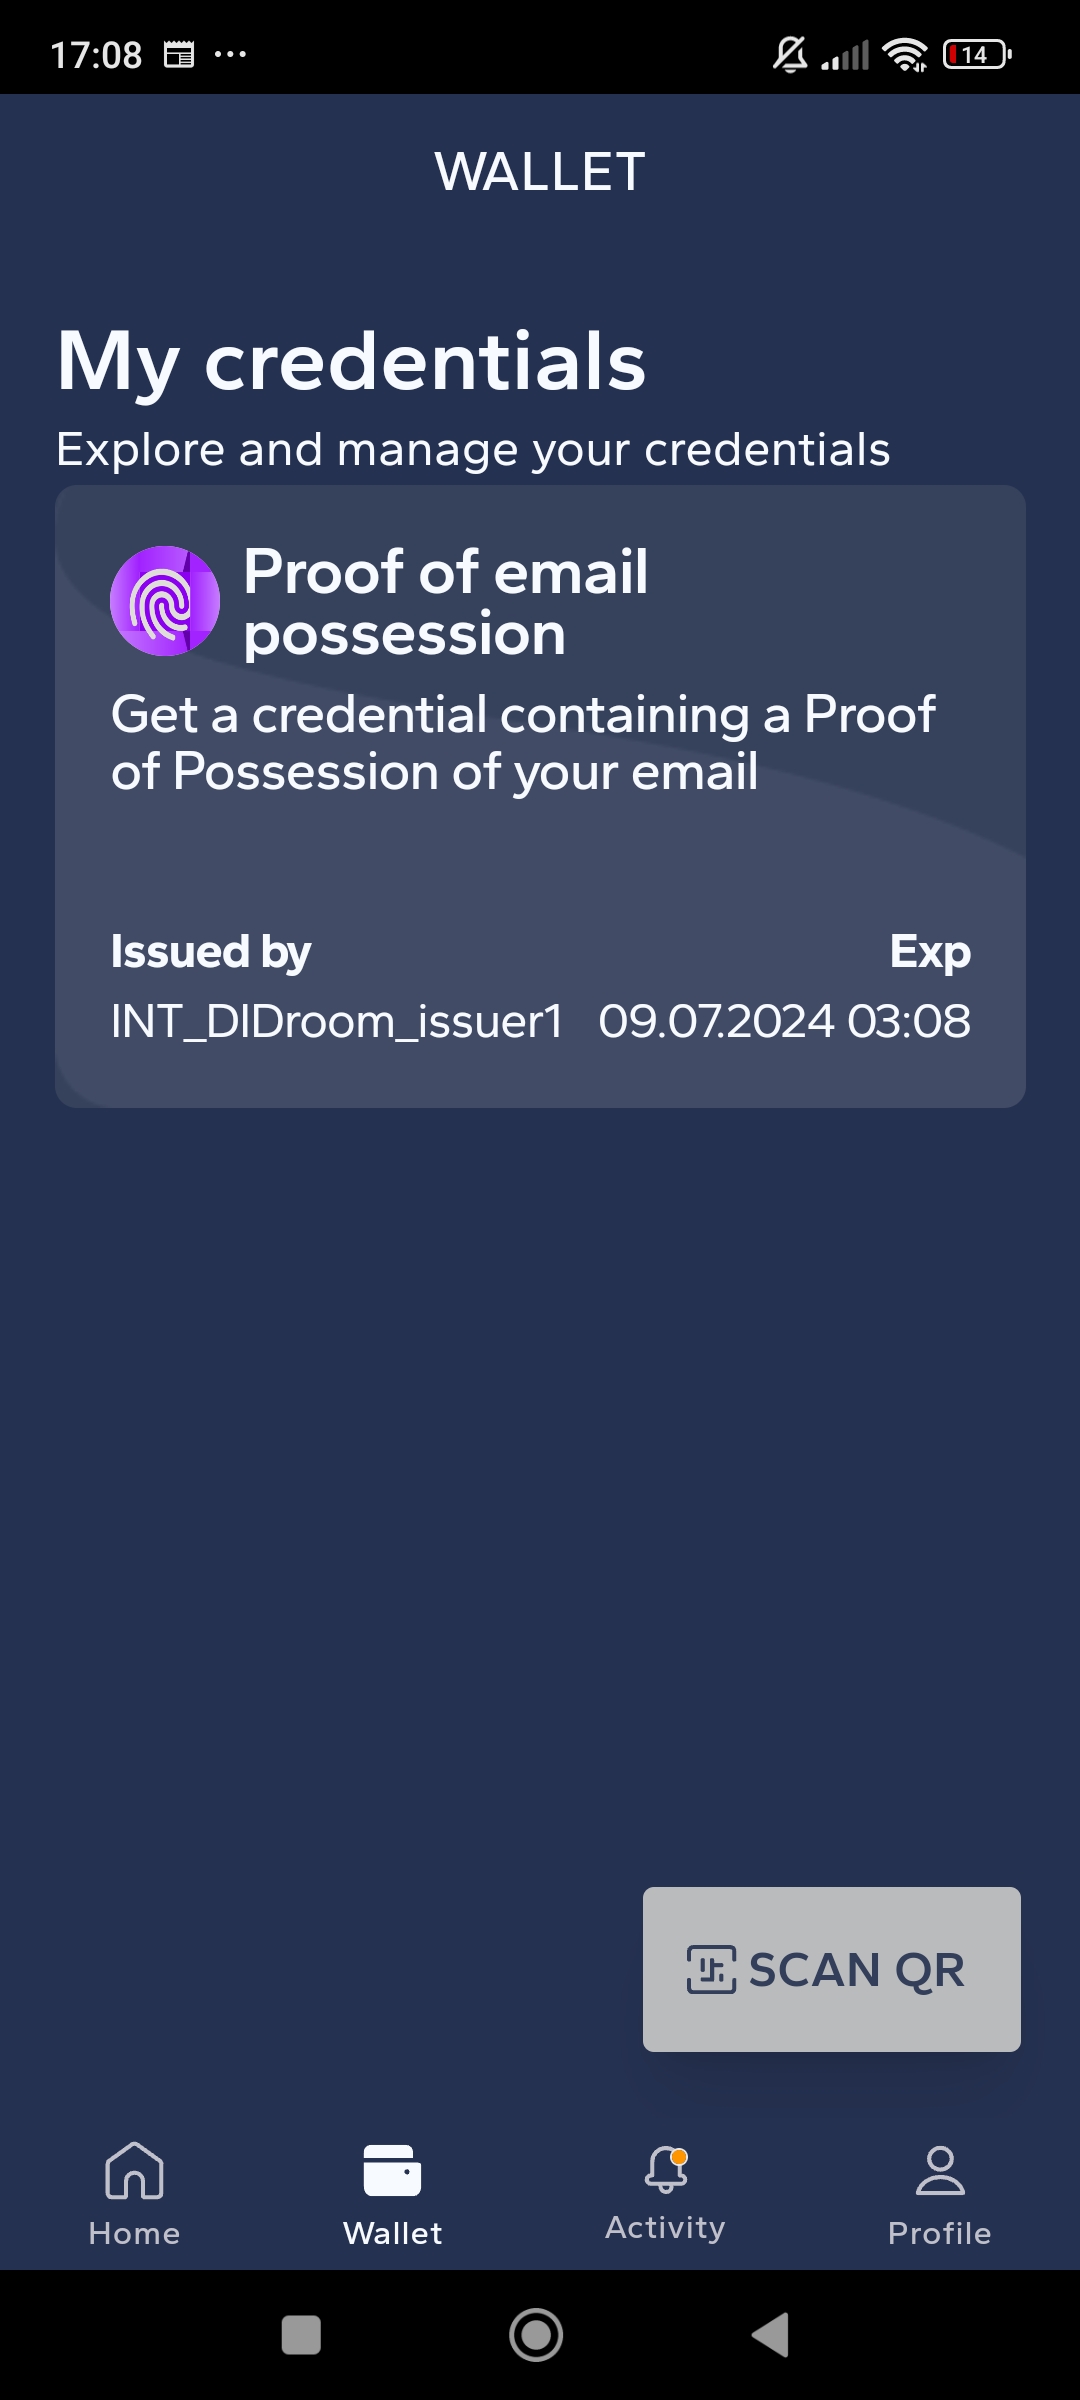 17:08
14
WALLET
My credentials
Explore and manage your credentials
Proof of email
possession
Get a credential containing a Proof
of Possession of your email
Issued by
Exp
INT_DIDroom_issuer1
09.07.2024 03:08
SCAN QR
Home
Wallet
Activity
Profile